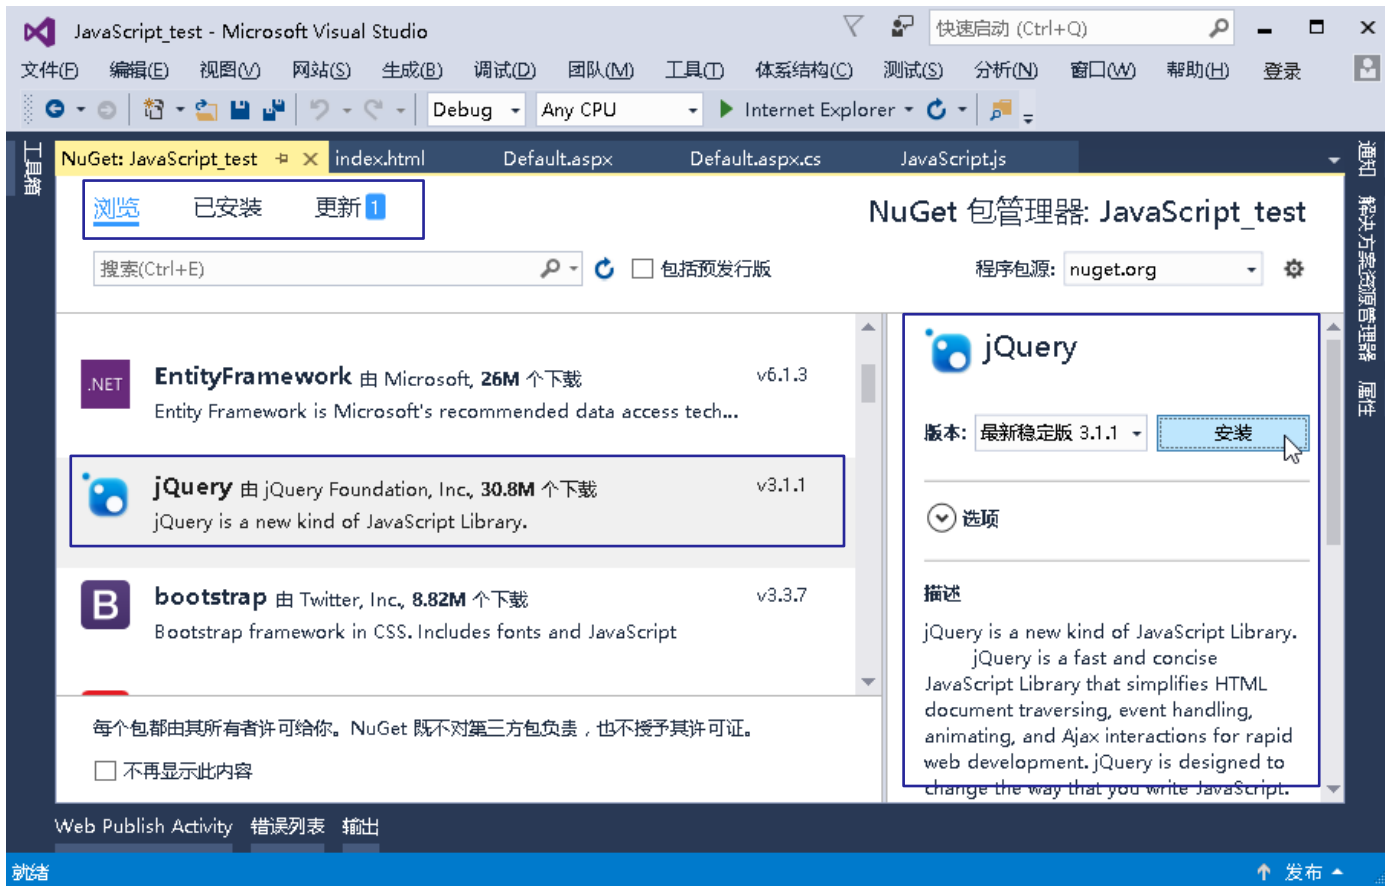 JavaScript_test - Microsoft Visual Studio
快速启动 (Ctrl+Q)
文件(F) 编辑(E) 视图(V) 网站(S) 生成(B) 调试(D) 团队(M) 工具(T) 体系结构(C) 测试(S) 分析(N) 窗口(W) 帮助(H) 登录
Debug Any CPU Internet Explorer
工具箱
NuGet: JavaScript_test index.html Default.aspx Default.aspx.cs JavaScript.js
通知
解决方案资源管理器
属性
浏览 已安装 更新 1
NuGet 包管理器: JavaScript_test
搜索(Ctrl+E) 包括预发行版
程序包源: nuget.org
.NET
EntityFramework 由 Microsoft, 26M 个下载 v6.1.3
Entity Framework is Microsoft's recommended data access tech...
jQuery 由 jQuery Foundation, Inc., 30.8M 个下载 v3.1.1
jQuery is a new kind of JavaScript Library.
B
bootstrap 由 Twitter, Inc., 8.82M 个下载 v3.3.7
Bootstrap framework in CSS. Includes fonts and JavaScript
每个包都由其所有者许可给你。NuGet 既不对第三方包负责，也不授予其许可证。
不再显示此内容
jQuery
版本: 最新稳定版 3.1.1 安装
选项
描述
jQuery is a new kind of JavaScript Library.
jQuery is a fast and concise
JavaScript Library that simplifies HTML
document traversing, event handling,
animating, and Ajax interactions for rapid
web development. jQuery is designed to
change the way that you write JavaScript.
Web Publish Activity 错误列表 输出
就绪
发布